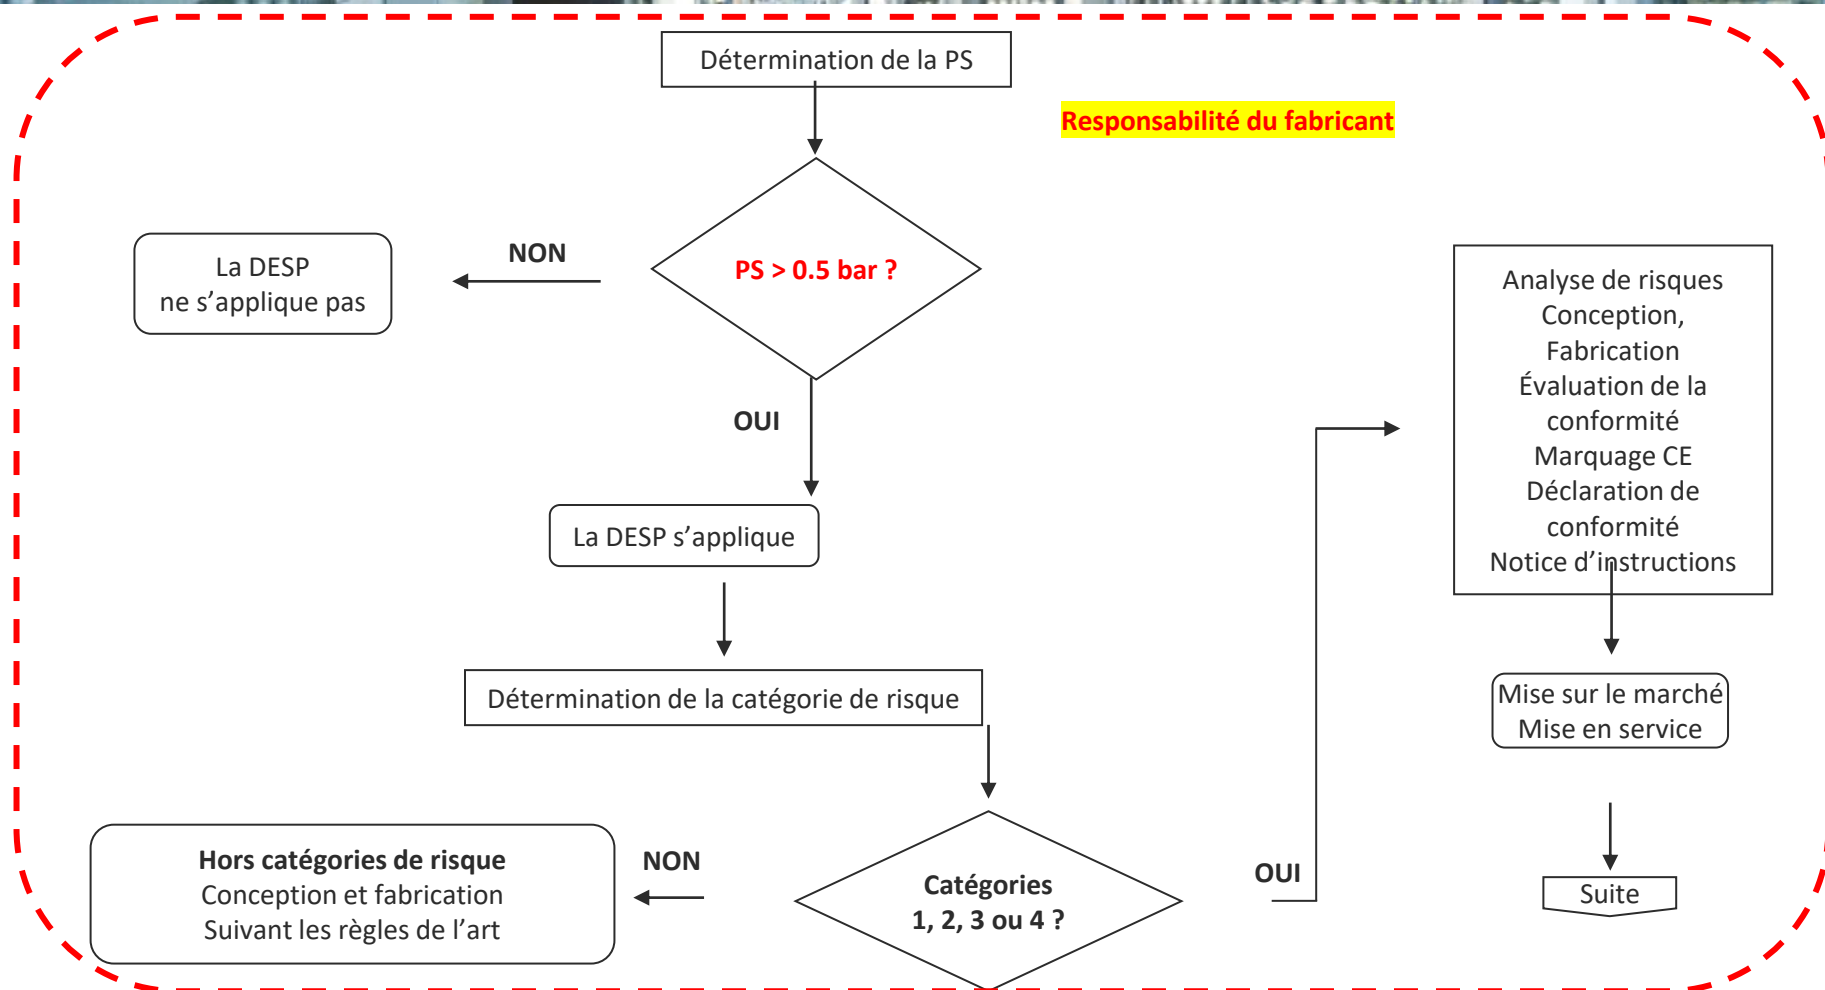 Détermination de la PS
Responsabilité du fabricant
PS > 0.5 bar ?
NON
La DESP
ne s’applique pas
OUI
La DESP s’applique
Détermination de la catégorie de risque
Catégories
1, 2, 3 ou 4 ?
NON
Hors catégories de risque
Conception et fabrication
Suivant les règles de l’art
OUI
Analyse de risques
Conception,
Fabrication
Évaluation de la
conformité
Marquage CE
Déclaration de
conformité
Notice d’instructions
Mise sur le marché
Mise en service
Suite